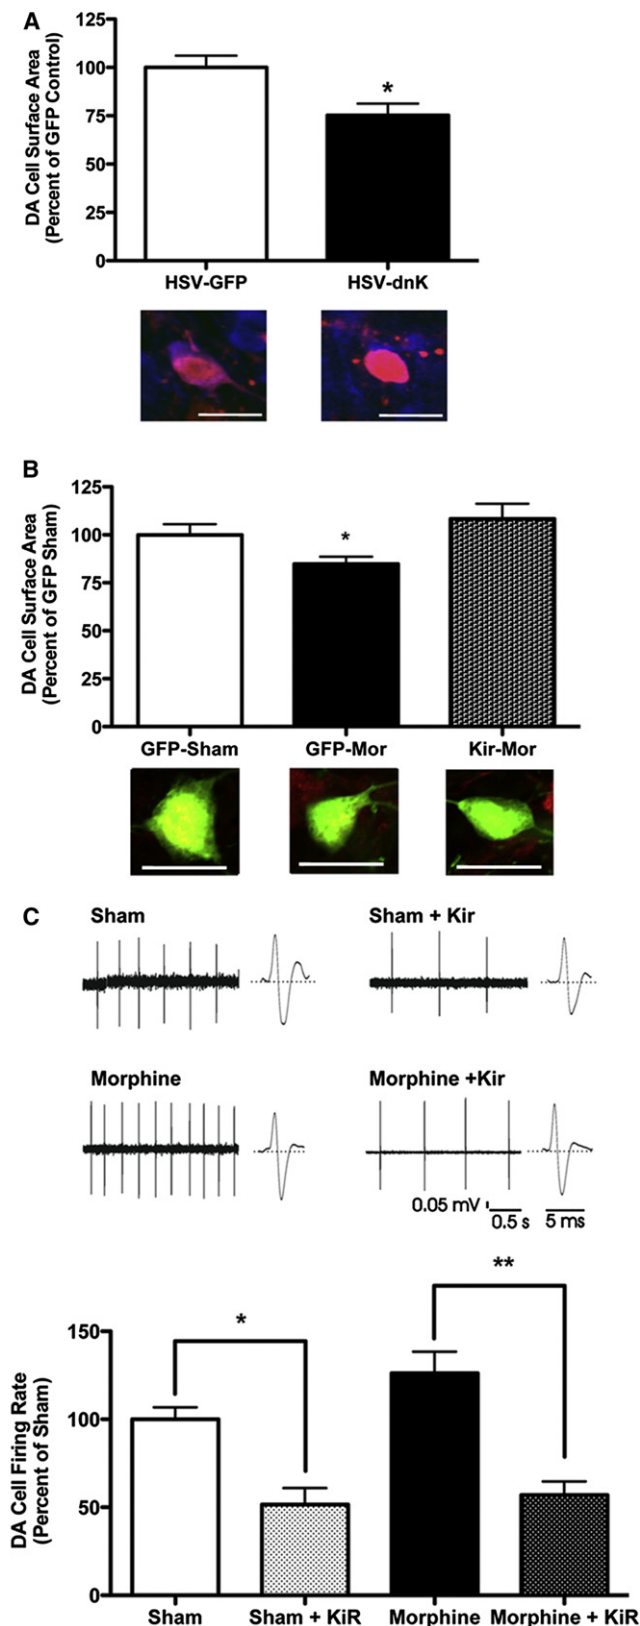 A
DA Cell Surface Area
(Percent of GFP Control)
125
100
75
50
25
0
*
HSV-GFP
HSV-dnK
B
DA Cell Surface Area
(Percent of GFP Sham)
125
100
75
50
25
0
*
GFP-Sham
GFP-Mor
Kir-Mor
C
Sham
Sham + Kir
Morphine
Morphine +Kir
0.05 mV
0.5 s
5 ms
DA Cell Firing Rate
(Percent of Sham)
150
100
50
0
*
**
Sham
Sham + KiR
Morphine
Morphine + KiR